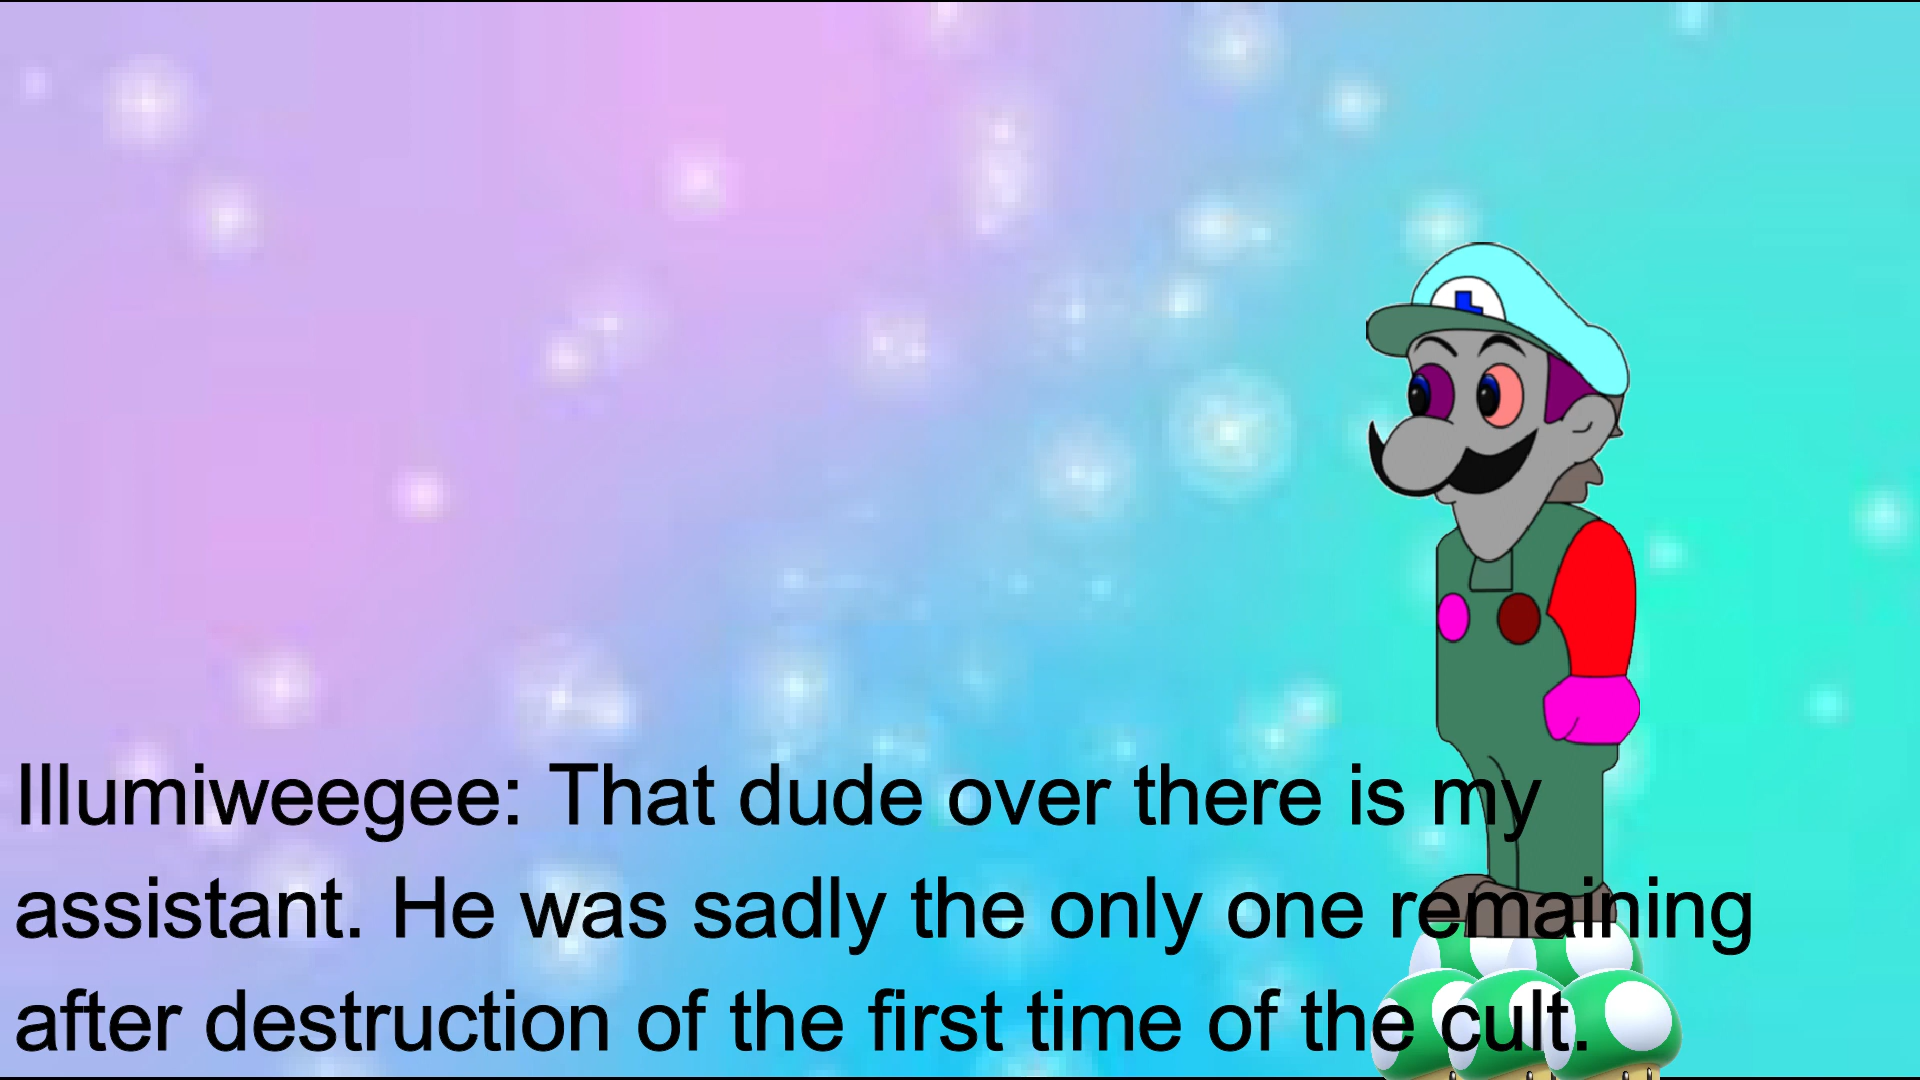 Illumiweegee: That dude over there is my
assistant. He was sadly the only one remaining
after destruction of the first time of the cult.